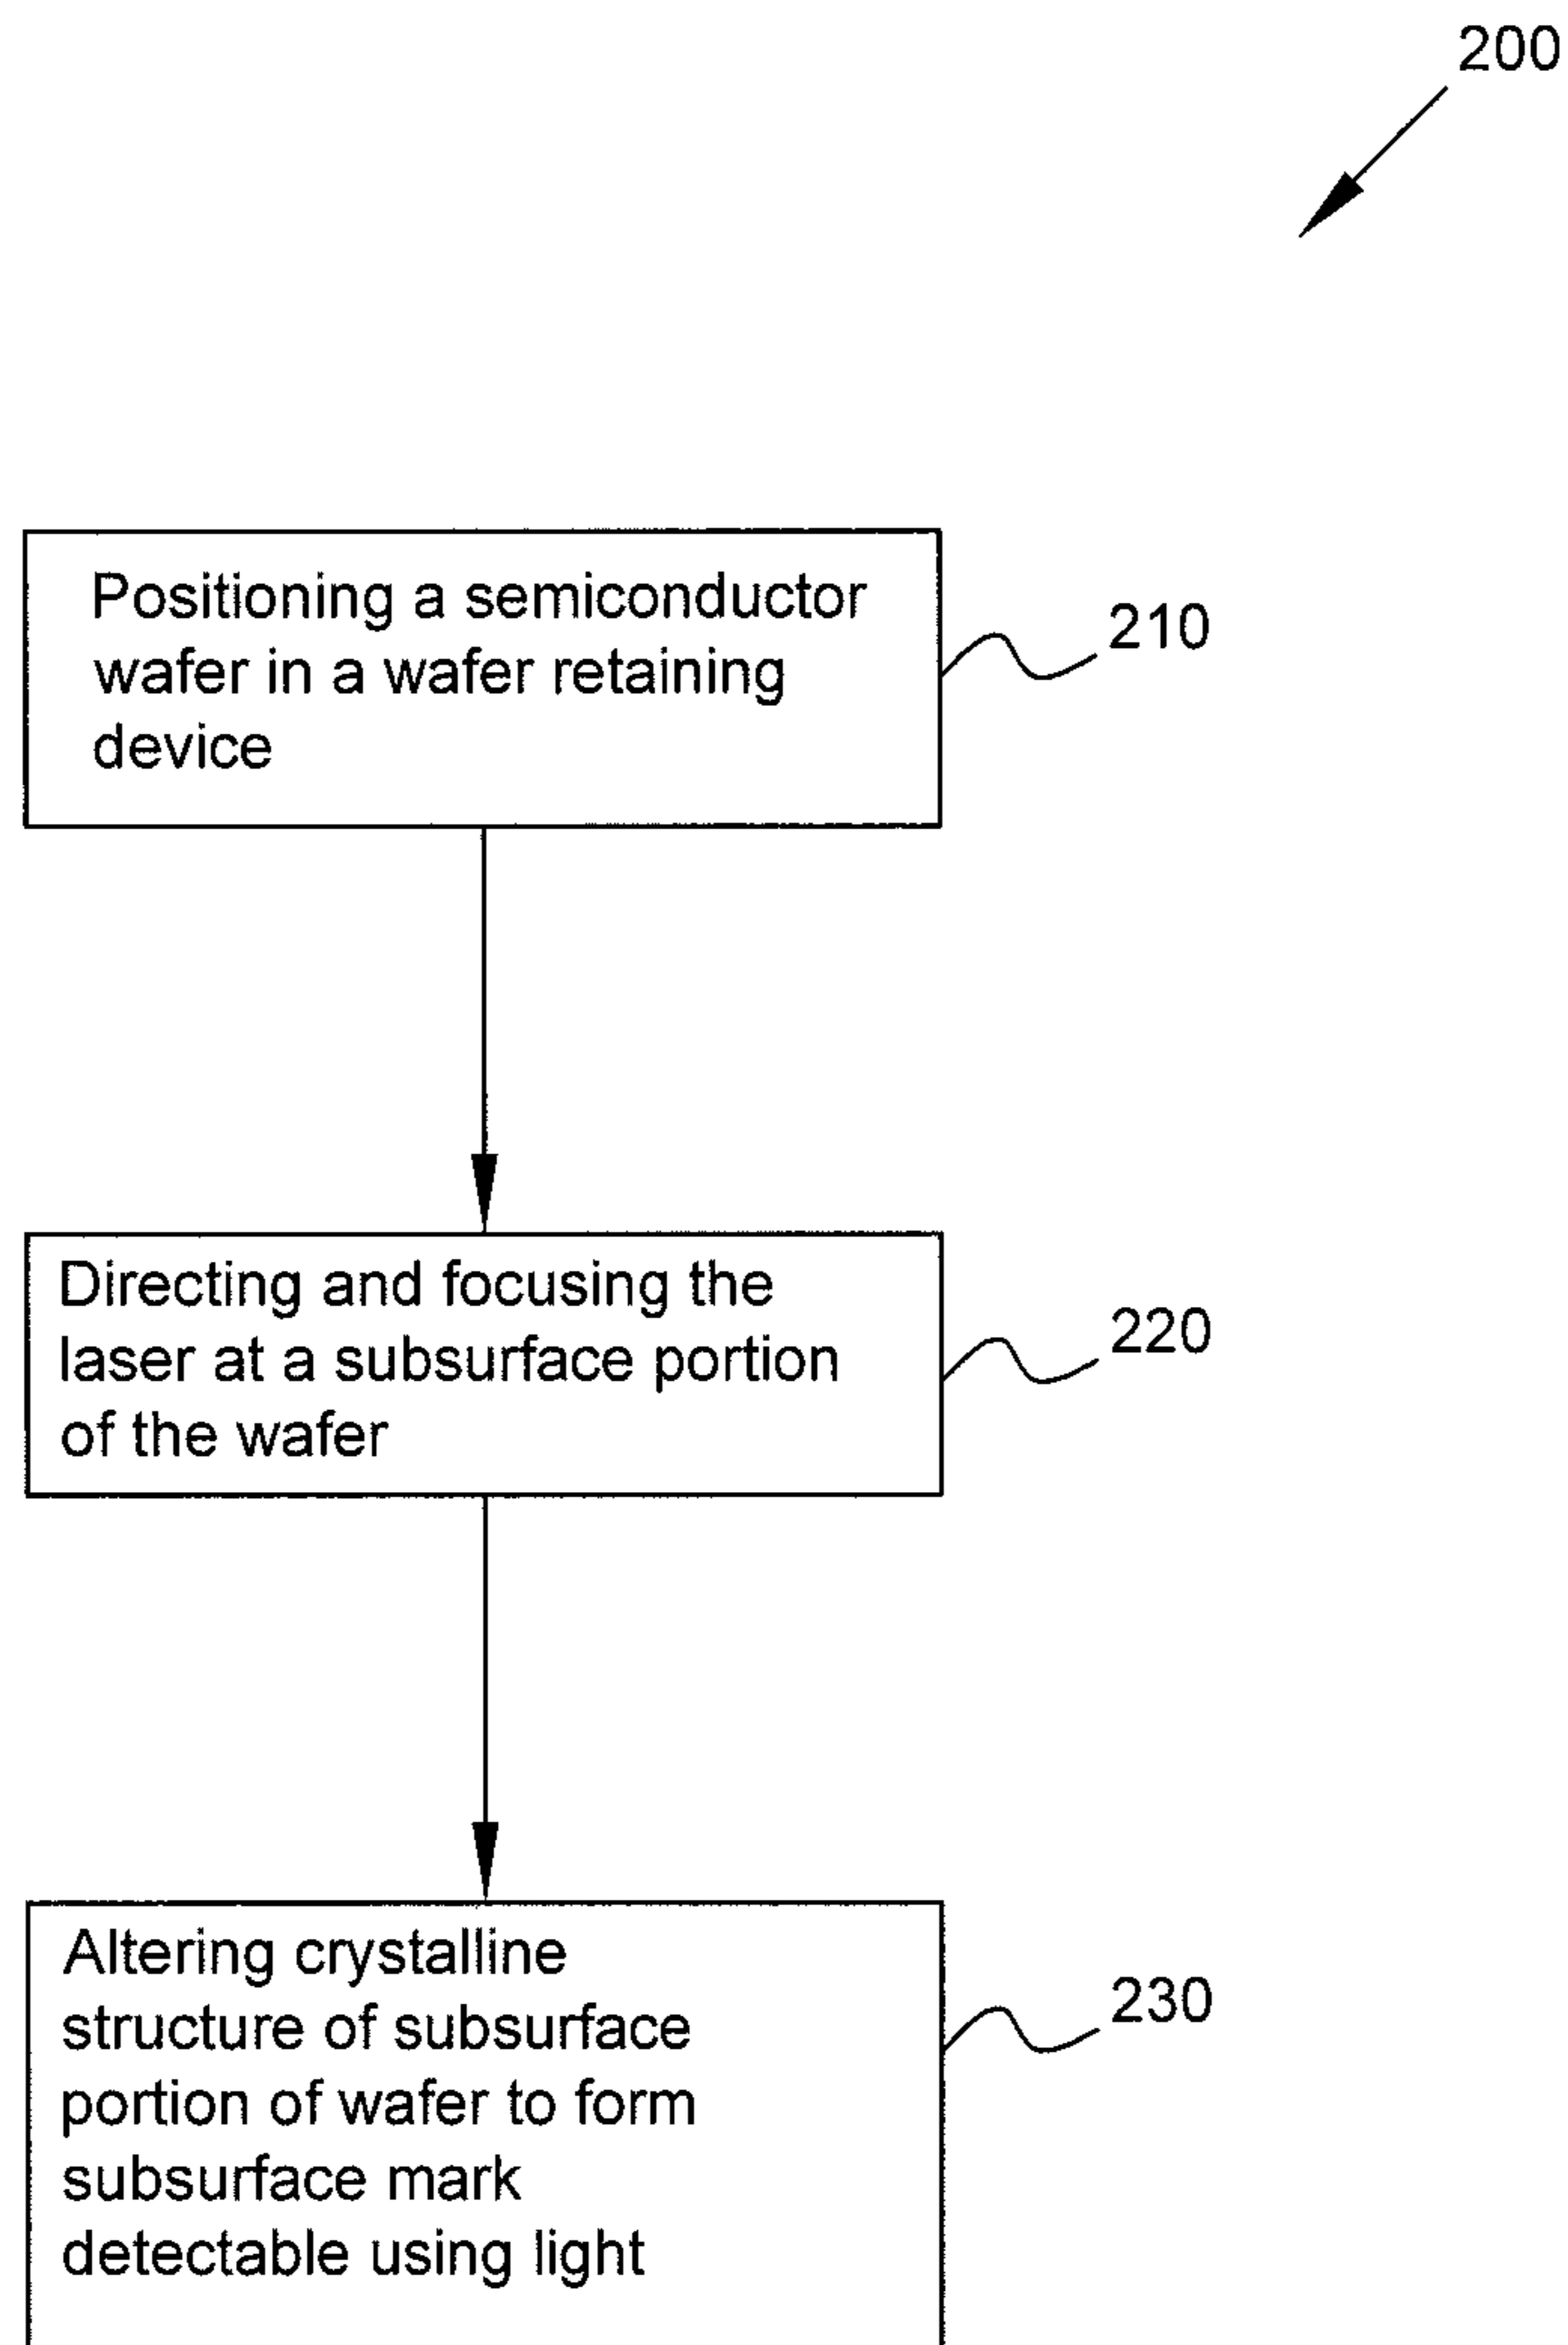 200
Positioning a semiconductor
wafer in a wafer retaining
device
210
Directing and focusing the
laser at a subsurface portion
of the wafer
220
Altering crystalline
structure of subsurface
portion of wafer to form
subsurface mark
detectable using light
230